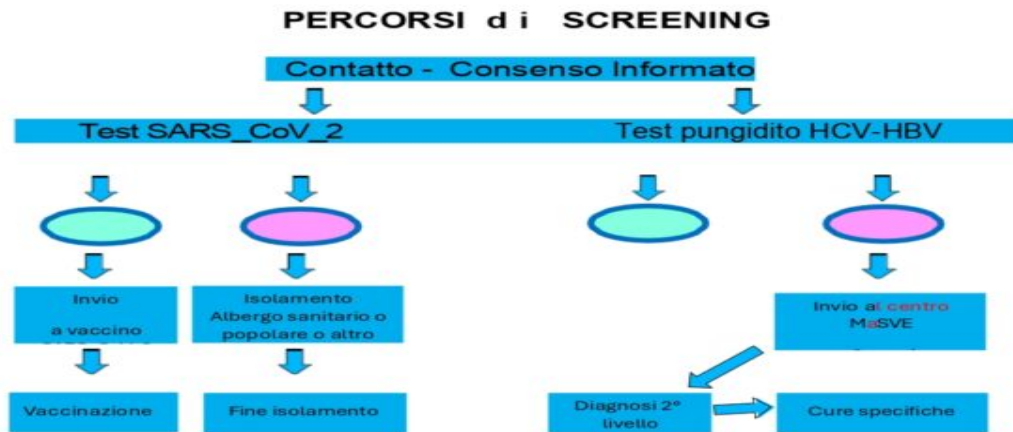 PERCORSI d i SCREENING
Contatto - Consenso Informato
Test SARS_CoV_2
Test pungidito HCV-HBV
Invio
a vaccino
Isolamento
Albergo sanitario o
popolare o altro
Invio al centro
MaSVE
Vaccinazione
Fine isolamento
Diagnosi 2°
livello
Cure specifiche